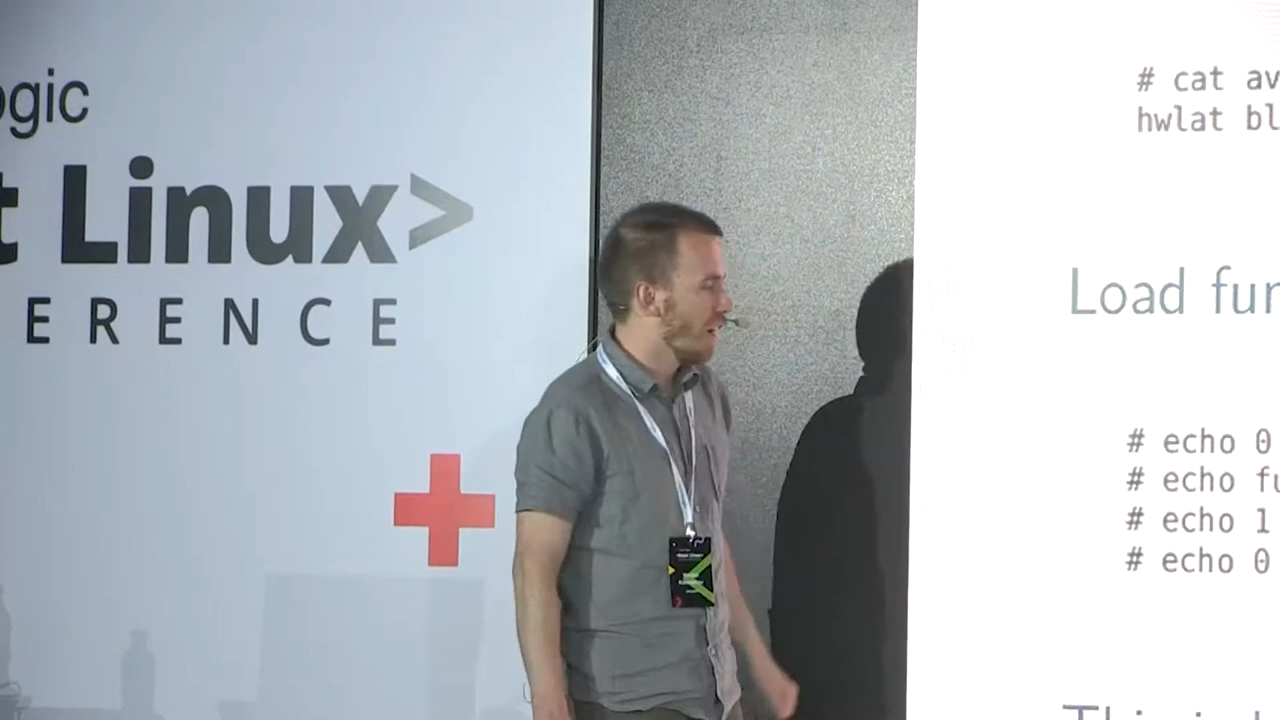 ogic
t Linux>
ERENCE
# cat av
hwlat bl
Load fun
# echo 0
# echo fu
# echo 1
# echo 0